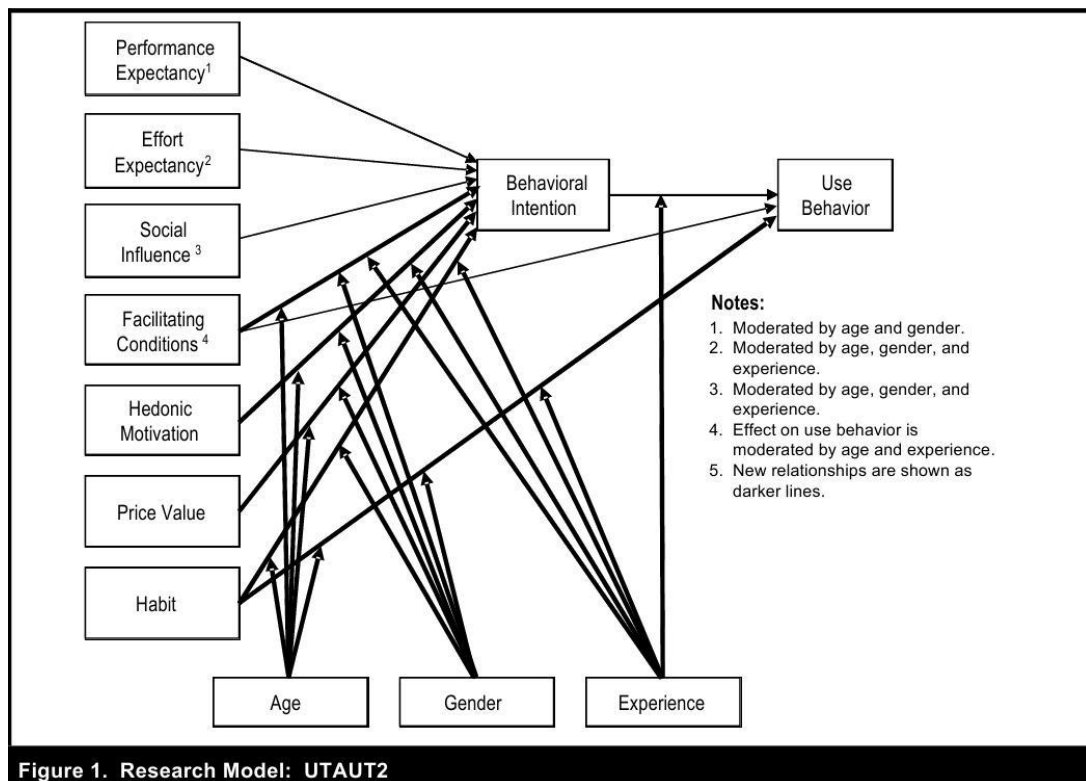 Performance
Expectancy¹
Effort
Expectancy²
Social
Influence ³
Facilitating
Conditions ⁴
Hedonic
Motivation
Price Value
Habit
Behavioral
Intention
Use
Behavior
Notes:
1. Moderated by age and gender.
2. Moderated by age, gender, and
experience.
3. Moderated by age, gender, and
experience.
4. Effect on use behavior is
moderated by age and experience.
5. New relationships are shown as
darker lines.
Age
Gender
Experience
Figure 1. Research Model: UTAUT2